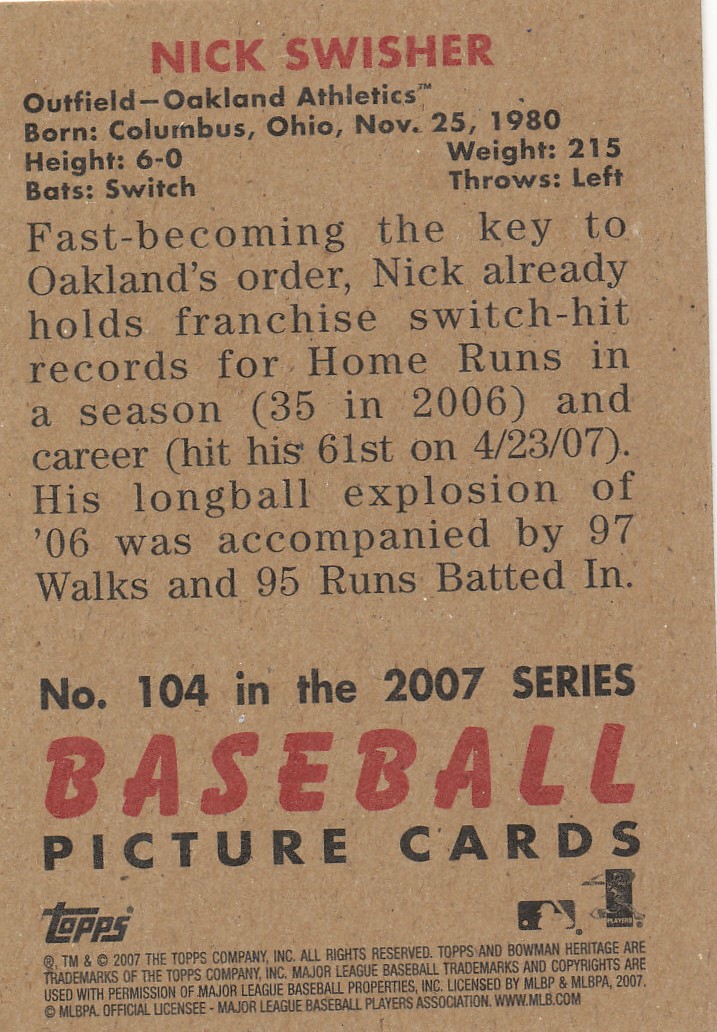 NICK SWISHER
Outfield—Oakland Athletics™
Born: Columbus, Ohio, Nov. 25, 1980
Height: 6-0 Weight: 215
Bats: Switch Throws: Left
Fast-becoming the key to
Oakland's order, Nick already
holds franchise switch-hit
records for Home Runs in
a season (35 in 2006) and
career (hit his 61st on 4/23/07).
His longball explosion of
'06 was accompanied by 97
Walks and 95 Runs Batted In.
No. 104 in the 2007 SERIES
BASEBALL
PICTURE CARDS
topps
PLAYERS
®, TM & © 2007 THE TOPPS COMPANY, INC. ALL RIGHTS RESERVED. TOPPS AND BOWMAN HERITAGE ARE
TRADEMARKS OF THE TOPPS COMPANY, INC. MAJOR LEAGUE BASEBALL TRADEMARKS AND COPYRIGHTS ARE
USED WITH PERMISSION OF MAJOR LEAGUE BASEBALL PROPERTIES, INC. LICENSED BY MLBP & MLBPA, 2007.
© MLBPA. OFFICIAL LICENSEE - MAJOR LEAGUE BASEBALL PLAYERS ASSOCIATION. WWW.MLB.COM